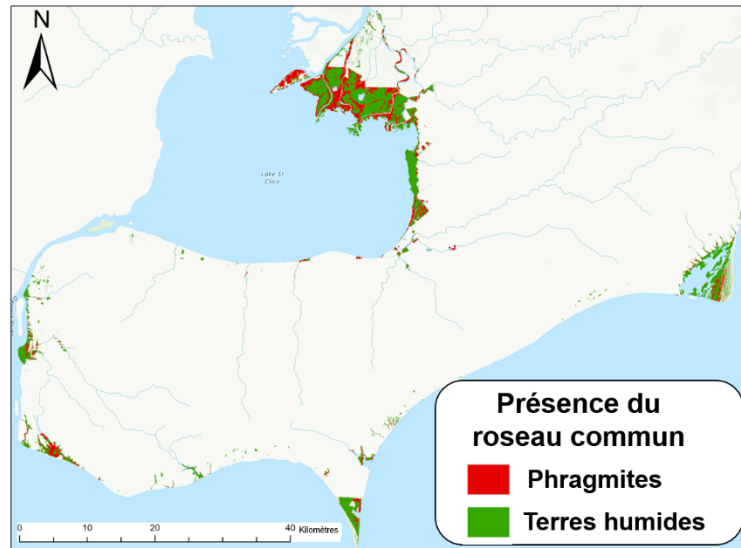 N
Lake St
Clair
Présence du
roseau commun
Phragmites
Terres humides
0 10 20 40 Kilomètres